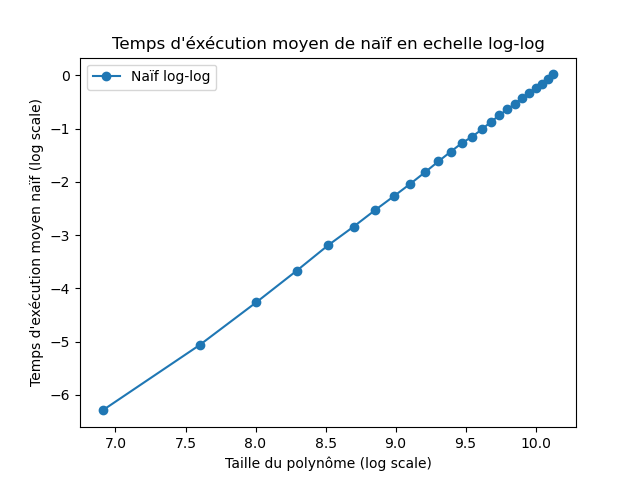 Temps d'éxécution moyen de naïf en echelle log-log
Naïf log-log
0
−1
−2
−3
−4
−5
−6
Temps d'exécution moyen naïf (log scale)
7.0 7.5 8.0 8.5 9.0 9.5 10.0
Taille du polynôme (log scale)